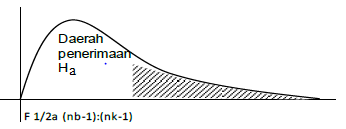 Daerah
penerimaan
Ha
F 1/2a (nb-1):(nk-1)